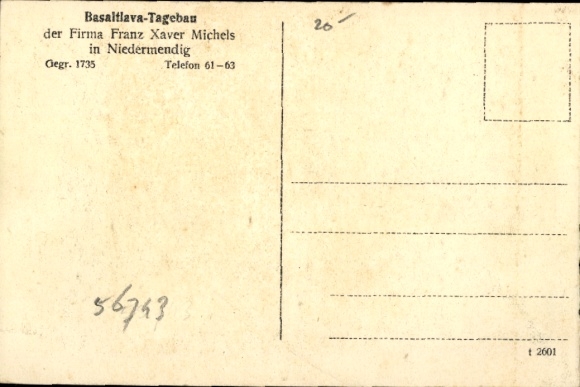 Basaltlava-Tagebau
der Firma Franz Xaver Michels
in Niedermendig
Gegr. 1735 Telefon 61-63
20-
56743
t 2601